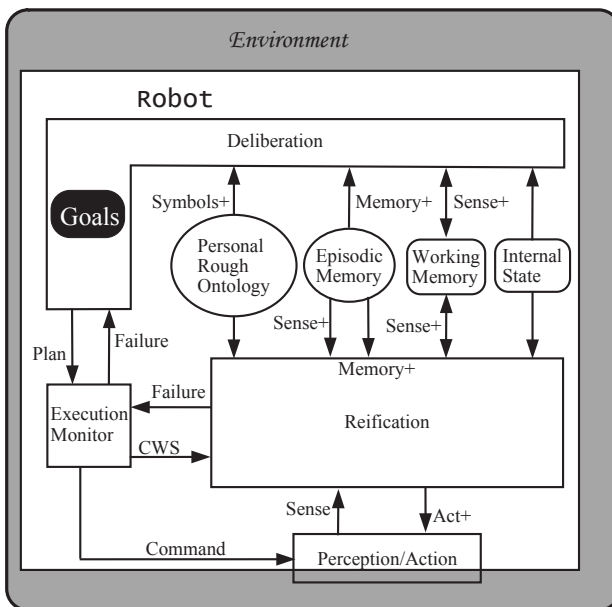 Environment
Robot
Deliberation
Goals
Symbols+
Memory+
Sense+
Personal
Rough
Ontology
Episodic
Memory
Working
Memory
Internal
State
Sense+
Sense+
Plan
Failure
Memory+
Execution
Monitor
Failure
CWS
Reification
Sense
Act+
Command
Perception/Action